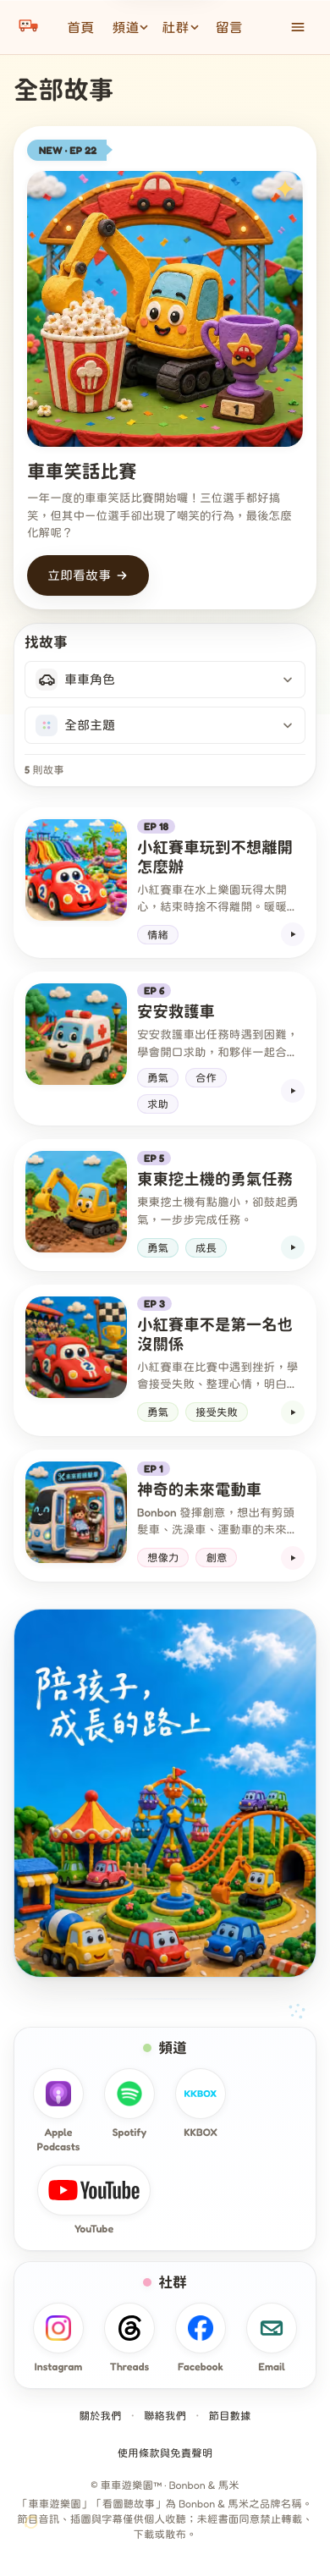 首頁 頻道 社群 留言
全部故事
NEW · EP 22
1
車車笑話比賽
一年一度的車車笑話比賽開始囉！三位選手都好搞
笑，但其中一位選手卻出現了嘲笑的行為，最後怎麼
化解呢？
立即看故事 →
找故事
車車角色
全部主題
5 則故事
2
EP 18
小紅賽車玩到不想離開
怎麼辦
小紅賽車在水上樂園玩得太開
心，結束時捨不得離開。暖暖…
情緒
EP 6
安安救護車
安安救護車出任務時遇到困難，
學會開口求助，和夥伴一起合…
勇氣 合作
求助
EP 5
東東挖土機的勇氣任務
東東挖土機有點膽小，卻鼓起勇
氣，一步步完成任務。
勇氣 成長
2
EP 3
小紅賽車不是第一名也
沒關係
小紅賽車在比賽中遇到挫折，學
會接受失敗、整理心情，明白…
勇氣 接受失敗
EP 1
神奇的未來電動車
Bonbon 發揮創意，想出有剪頭
髮車、洗澡車、運動車的未來…
想像力 創意
陪孩子，
成長的路上
頻道
KKBOX
Apple
Podcasts
Spotify
KKBOX
YouTube
YouTube
社群
Instagram
Threads
Facebook
Email
關於我們 · 聯絡我們 · 節目數據
使用條款與免責聲明
© 車車遊樂園™ · Bonbon & 馬米
「車車遊樂園」「看圖聽故事」為 Bonbon & 馬米之品牌名稱。
節目音訊、插圖與字幕僅供個人收聽；未經書面同意禁止轉載、
下載或散布。